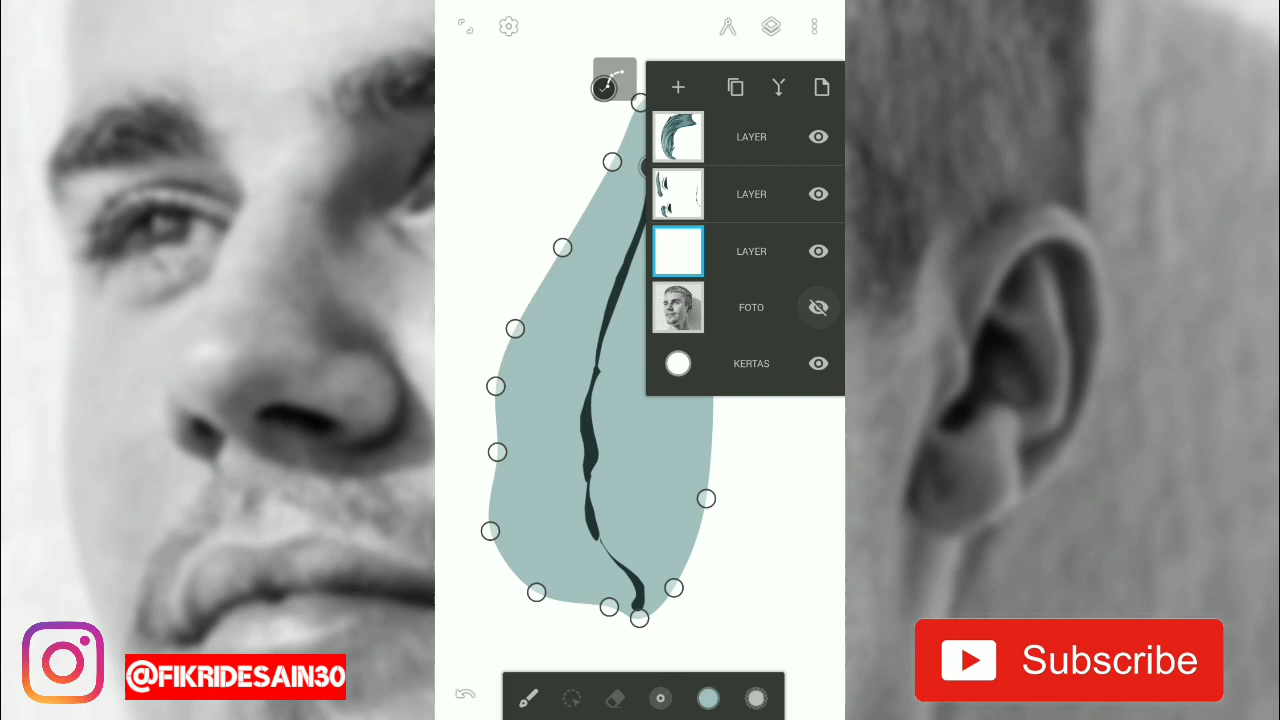 LAYER
LAYER
LAYER
FOTO
KERTAS
@FIKRIDESAIN30
Subscribe